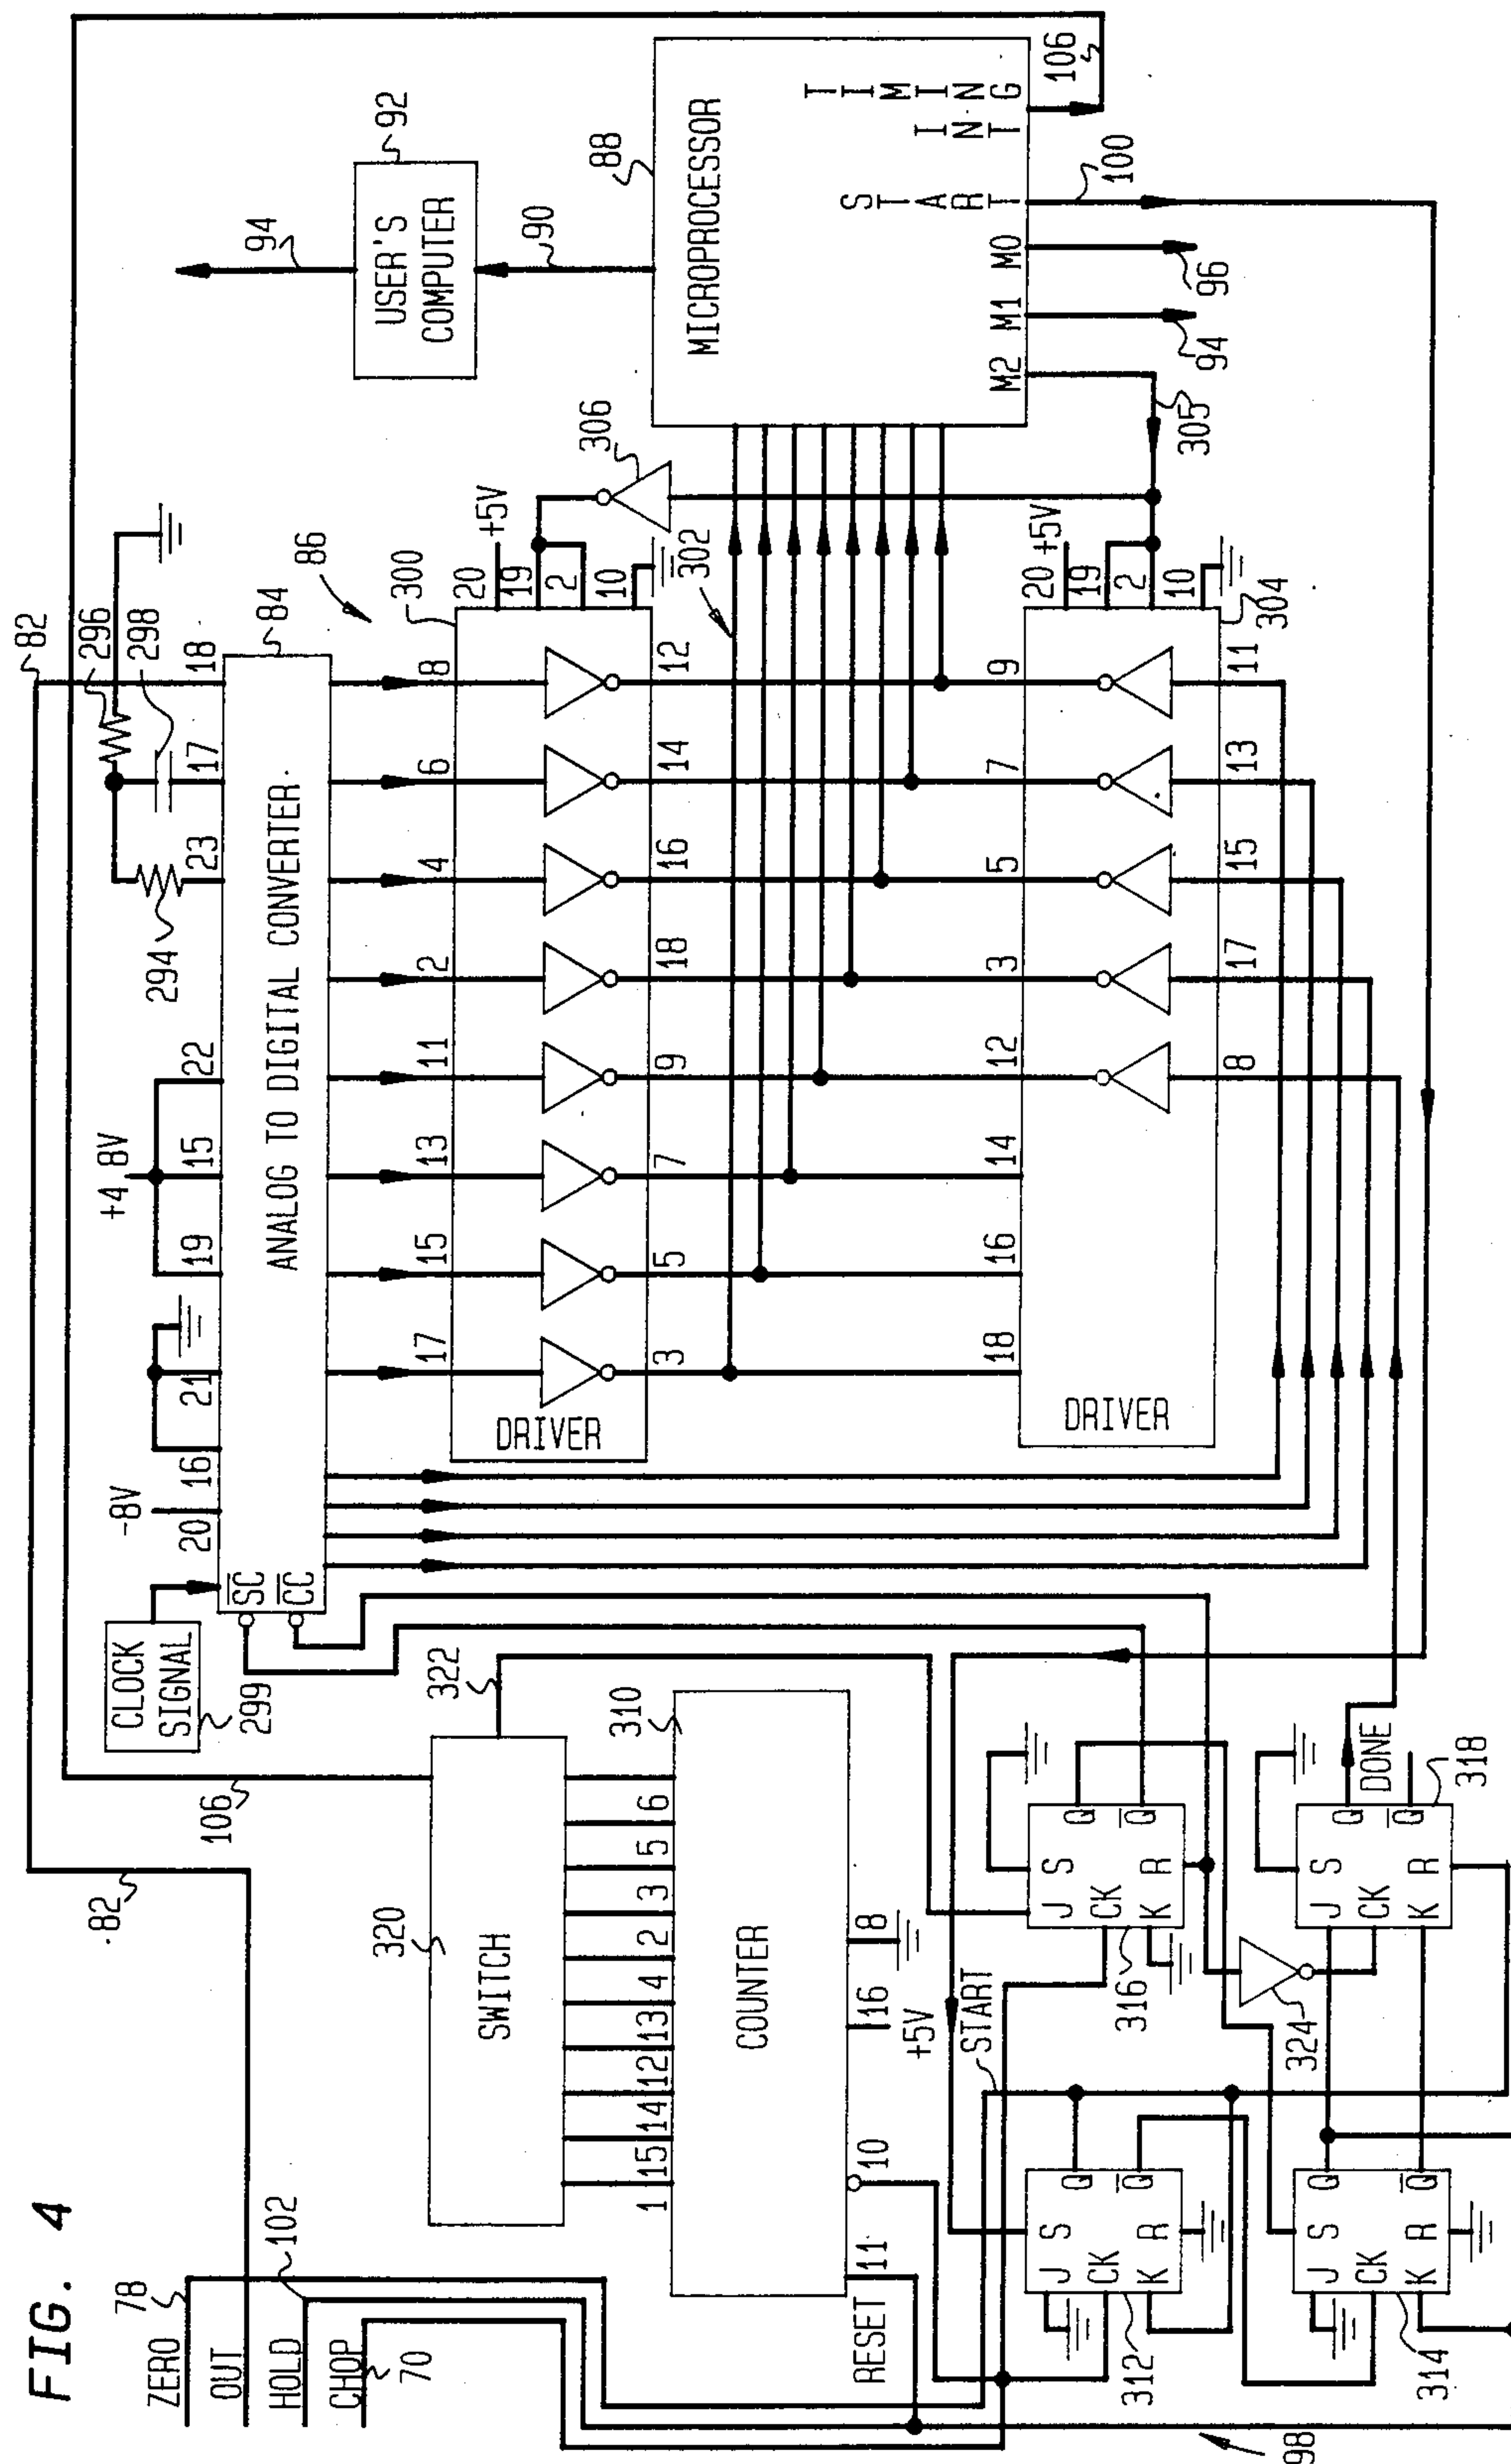 FIG. 4
ZERO
78
OUT
HOLD
102
CHOP
70
82
106
CLOCK
SIGNAL
299
SC
CC
-8V
20
16
21
19
15
22
+4.8V
23
17
18
82
294
296
298
ANALOG TO DIGITAL CONVERTER
84
86
94
USER'S
COMPUTER
92
90
MICROPROCESSOR
88
M2
M1
M0
START
INT
TIMING
106
100
96
94
305
306
17
15
13
11
2
4
6
8
DRIVER
300
20
+5V
19
2
10
3
5
7
9
18
16
14
12
302
18
16
14
12
3
5
7
9
DRIVER
20
+5V
19
2
10
304
8
17
15
13
11
SWITCH
320
322
1
15
14
12
13
4
2
3
5
6
COUNTER
310
RESET
11
10
16
+5V
8
START
J
S
Q
CK
Q
K
R
312
J
S
Q
CK
Q
K
R
316
J
S
Q
CK
Q
K
R
314
324
J
S
Q
CK
Q
K
R
DONE
318
98